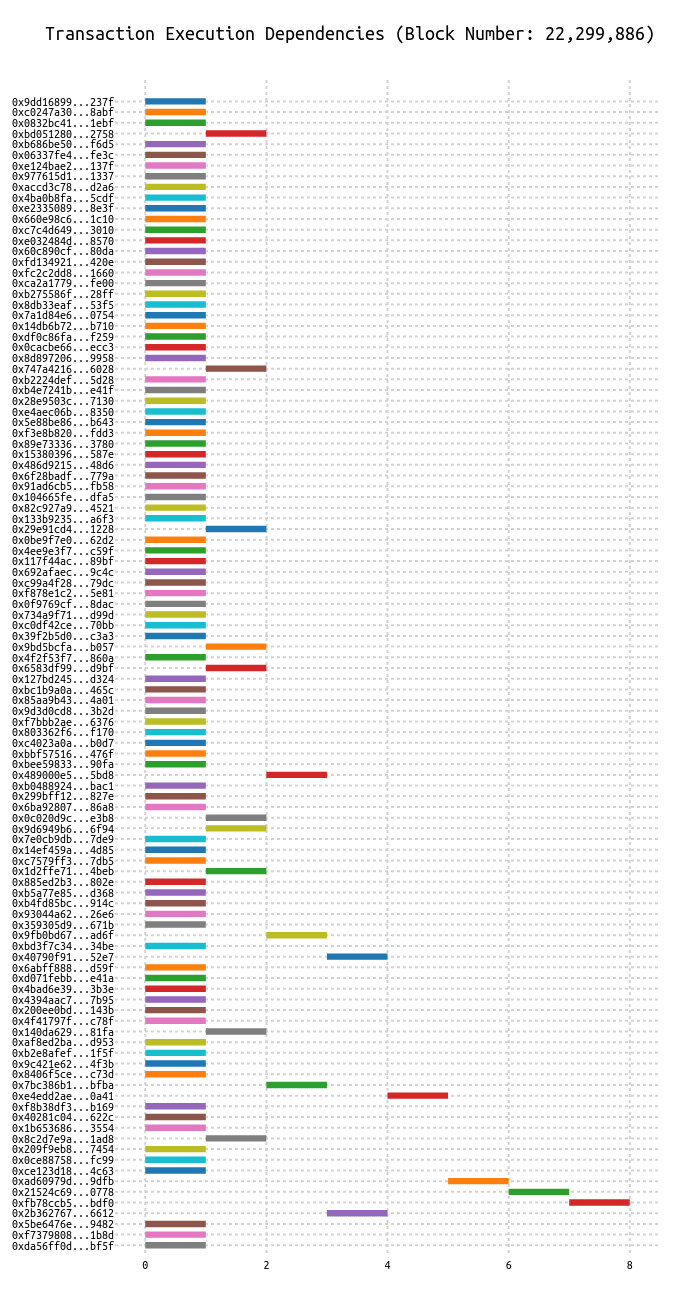 Transaction Execution Dependencies (Block Number: 22,299,886)
0x9dd16899...237f
0xc0247a30...8abf
0x0832bc41...1ebf
0xbd051280...2758
0xb686be50...f6d5
0x06337fe4...fe3c
0xe124bae2...137f
0x977615d1...1337
0xaccd3c78...d2a6
0x4ba0b8fa...5cdf
0xe2335089...8e3f
0x660e98c6...1c10
0xc7c4d649...3010
0xe032484d...8570
0x60c890cf...80da
0xfd134921...420e
0xfc2c2dd8...1660
0xca2a1779...fe00
0xb275586f...28ff
0x8db33eaf...53f5
0x7a1d84e6...0754
0x14db6b72...b710
0xdf0c86fa...f259
0x0cacbe66...ecc3
0x8d897206...9958
0x747a4216...6028
0xb2224def...5d28
0xb4e7241b...e41f
0x28e9503c...7130
0xe4aec06b...8350
0x5e88be86...b643
0xf3e8b820...fdd3
0x89e73336...3780
0x15380396...587e
0x486d9215...48d6
0x6f28badf...779a
0x91ad6cb5...fb58
0x104665fe...dfa5
0x82c927a9...4521
0x133b9235...a6f3
0x29e91cd4...1228
0x0be9f7e0...62d2
0x4ee9e3f7...c59f
0x117f44ac...89bf
0x692afaec...9c4c
0xc99a4f28...79dc
0xf878e1c2...5e81
0x0f9769cf...8dac
0x734a9f71...d99d
0xc0df42ce...70bb
0x39f2b5d0...c3a3
0x9bd5bcfa...b057
0x4f2f53f7...860a
0x6583df99...d9bf
0x127bd245...d324
0xbc1b9a0a...465c
0x85aa9b43...4a01
0x9d3d0cd8...3b2d
0xf7bbb2ae...6376
0x803362f6...f170
0xc4023a0a...b0d7
0xbbf57516...476f
0xbee59833...90fa
0x489000e5...5bd8
0xb0488924...bac1
0x299bff12...827e
0x6ba92807...86a8
0x0c020d9c...e3b8
0x9d6949b6...6f94
0x7e0cb9db...7de9
0x14ef459a...4d85
0xc7579ff3...7db5
0x1d2ffe71...4beb
0x885ed2b3...802e
0xb5a77e85...d368
0xb4fd85bc...914c
0x93044a62...26e6
0x359305d9...671b
0x9fb0bd67...ad6f
0xbd3f7c34...34be
0x40790f91...52e7
0x6abff888...d59f
0xd071febb...e41a
0x4bad6e39...3b3e
0x4394aac7...7b95
0x200ee0bd...143b
0x4f41797f...c78f
0x140da629...81fa
0xaf8ed2ba...d953
0xb2e8afef...1f5f
0x9c421e62...4f3b
0x8406f5ce...c73d
0x7bc386b1...bfba
0xe4edd2ae...0a41
0xf8b38df3...b169
0x40281c04...622c
0x1b653686...3554
0x8c2d7e9a...1ad8
0x209f9eb8...7454
0x0ce88758...fc99
0xce123d18...4c63
0xad60979d...9dfb
0x21524c69...0778
0xfb78ccb5...bdf0
0x2b362767...6612
0x5be6476e...9482
0xf7379808...1b8d
0xda56ff0d...bf5f
0 2 4 6 8